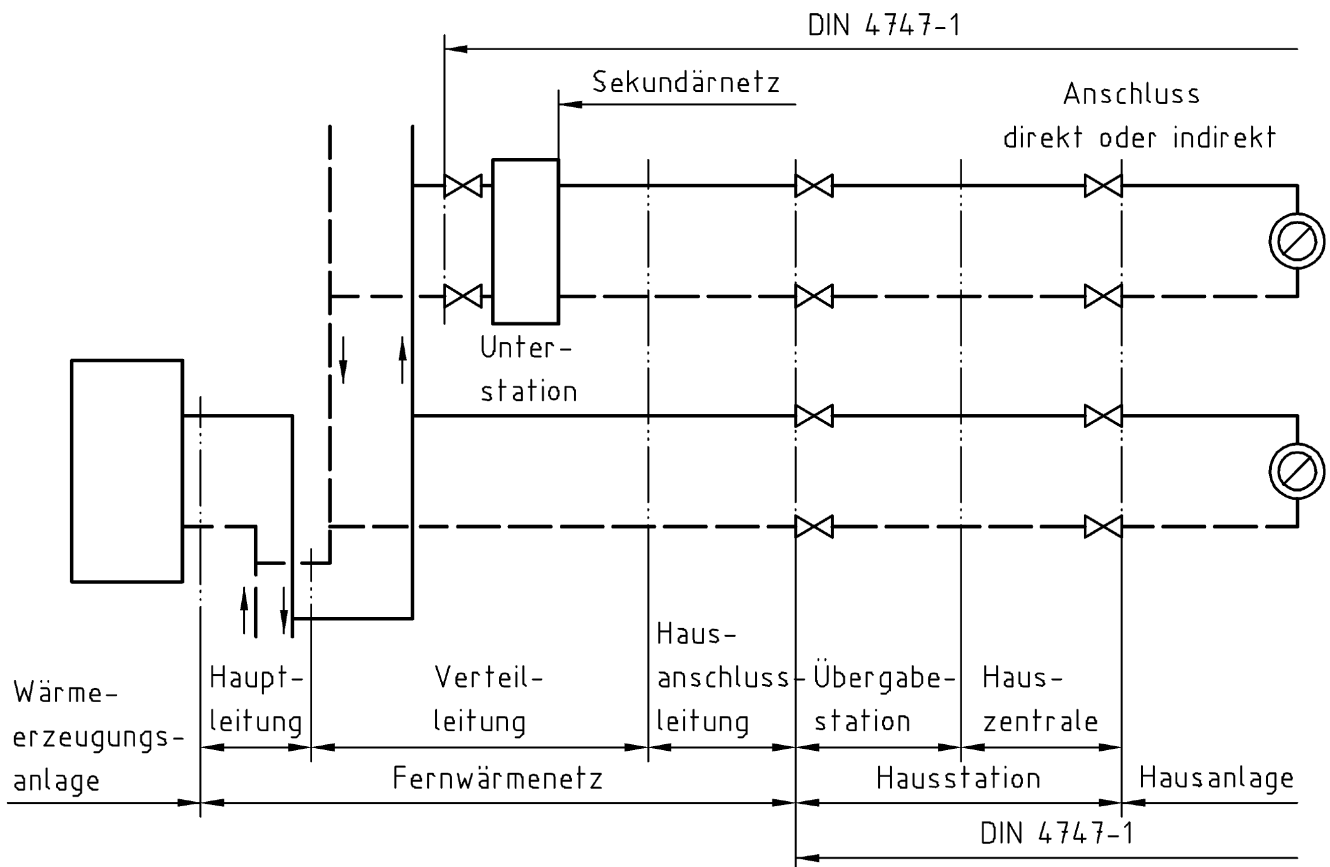 DIN 4747-1
Sekundärnetz
Anschluss
direkt oder indirekt
Unter-
station
Wärme-
erzeugungs-
anlage
Haupt-
leitung
Verteil-
leitung
Haus-
anschluss-
leitung
Übergabe-
station
Haus-
zentrale
Fernwärmenetz
Hausstation
Hausanlage
DIN 4747-1